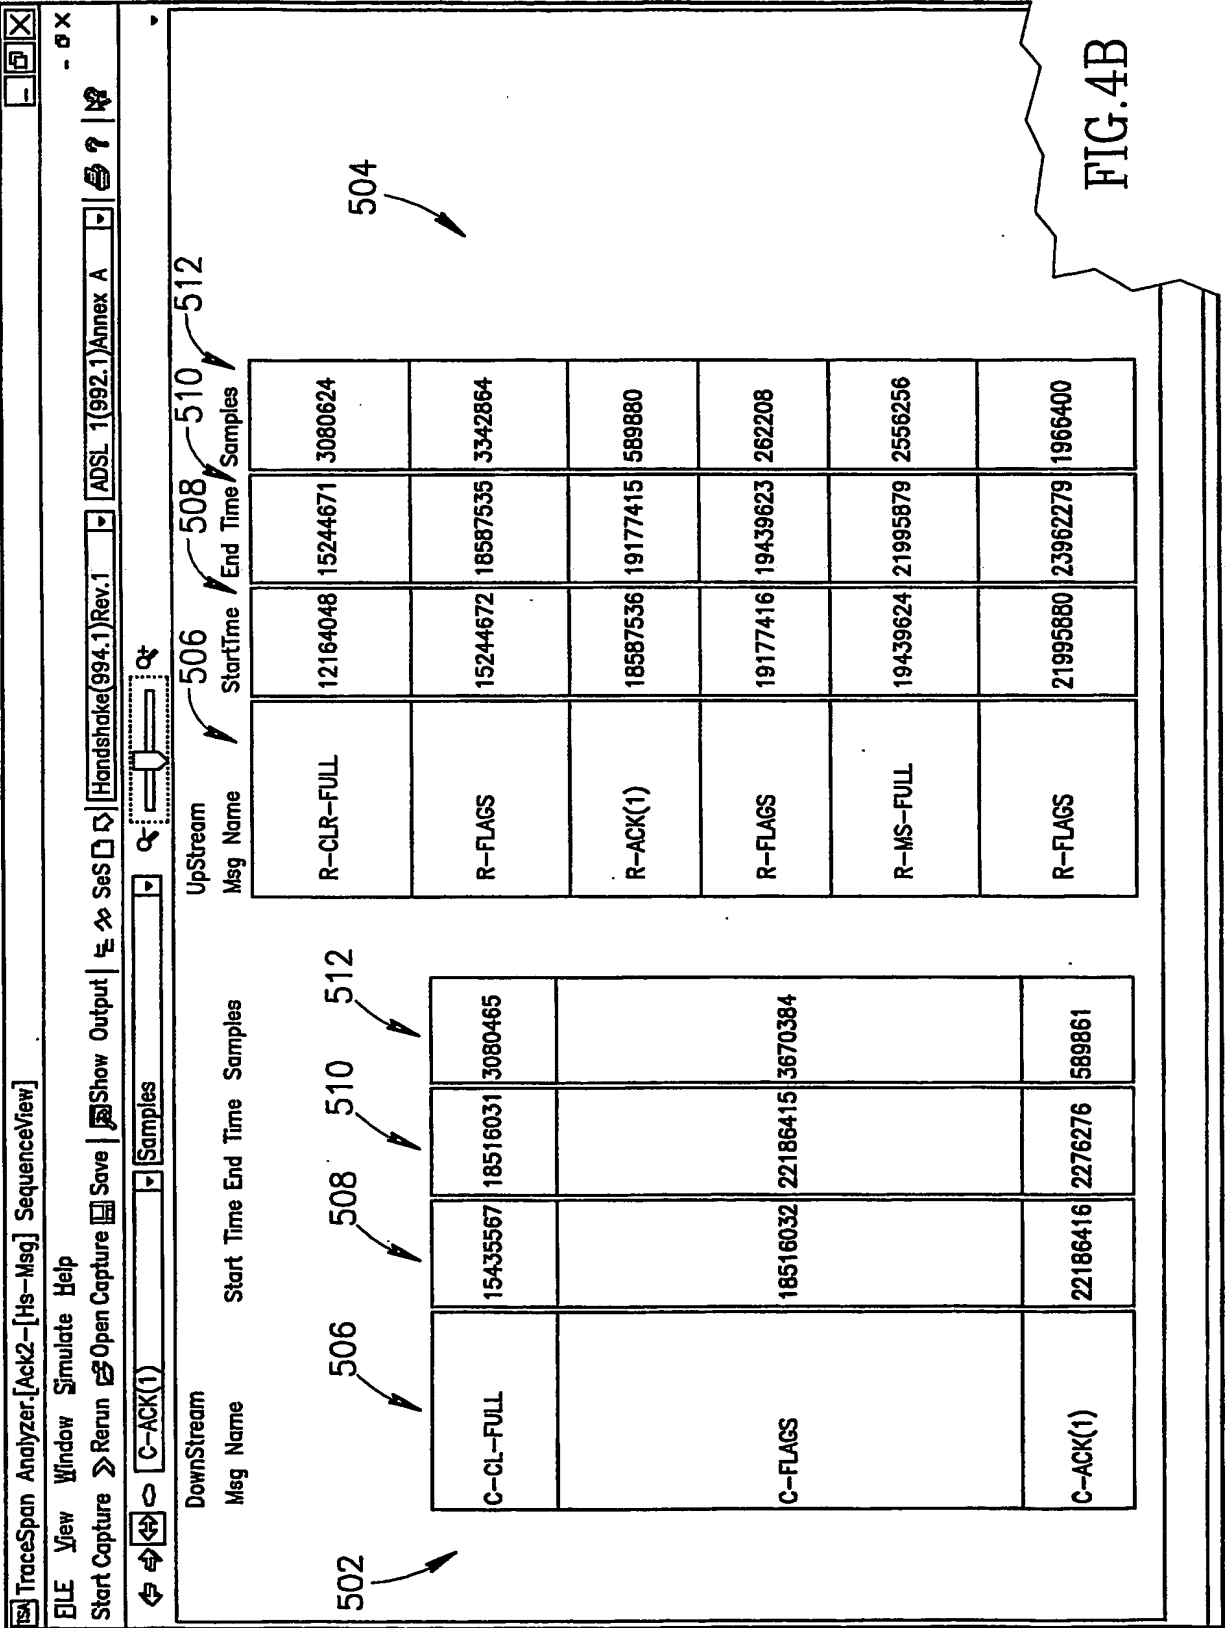 TSA TraceSpan Analyzer.[Ack2-[Hs-Msg] SequenceView]
FILE View Window Simulate Help
Start Capture Rerun Open Capture Save Show Output SeS Handshake(994.1)Rev.1 ADSL 1(992.1)Annex A ?
C-ACK(1) Samples
DownStream
Msg Name Start Time End Time Samples
506 508 510 512
C-CL-FULL 15435567 18516031 3080465
C-FLAGS 18516032 22186415 3670384
C-ACK(1) 22186416 2276276 589861
502
UpStream
506 508 510 512
Msg Name StartTme End Time Samples
R-CLR-FULL 12164048 15244671 3080624
R-FLAGS 15244672 18587535 3342864
R-ACK(1) 18587536 19177415 589880
R-FLAGS 19177416 19439623 262208
R-MS-FULL 19439624 21995879 2556256
R-FLAGS 21995880 23962279 1966400
504
FIG.4B